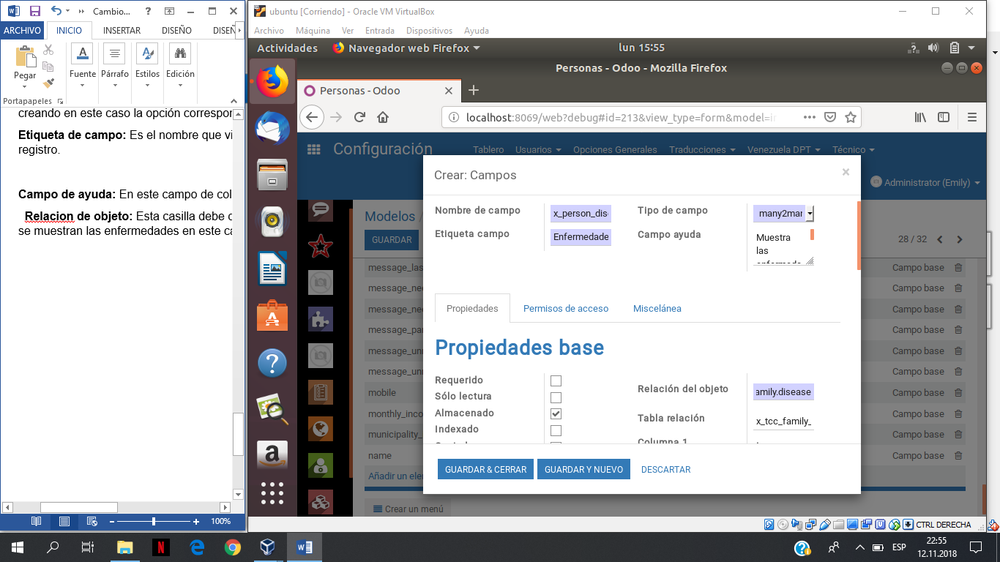 Cambio...
ARCHIVO INICIO INSERTAR DISEÑO DISEÑ
Pegar
Fuente Párrafo Estilos Edición
Portapapeles
creando en este caso la opción correspor
Etiqueta de campo: Es el nombre que vi
registro.
Campo de ayuda: En este campo de col
Relacion de objeto: Esta casilla debe c
se muestran las enfermedades en este ca
100%
ubuntu [Corriendo] - Oracle VM VirtualBox
Archivo Máquina Ver Entrada Dispositivos Ayuda
Actividades Navegador web Firefox lun 15:55
Personas - Odoo - Mozilla Firefox
Personas - Odoo
localhost:8069/web?debug#id=213&view_type=form&model=ir
Configuración Tablero Usuarios Opciones Generales Traducciones Venezuela DPT Técnico
Administrator (Emily)
Modelos /
GUARDAR
28 / 32
message_las Campo base
message_nee Campo base
message_nee Campo base
message_par Campo base
message_unr Campo base
message_unr Campo base
mobile Campo base
monthly_inco Campo base
municipality_ Campo base
name Campo base
Añadir un elem
Crear un menú
Crear: Campos
Nombre de campo x_person_dis Tipo de campo many2mar
Etiqueta campo Enfermedade Campo ayuda Muestra
las
enfermeda
Propiedades Permisos de acceso Miscelánea
Propiedades base
Requerido
Sólo lectura
Almacenado
Indexado
Relación del objeto amily.disease
Tabla relación x_tcc_family_
Columna 1
GUARDAR & CERRAR GUARDAR Y NUEVO DESCARTAR
CTRL DERECHA
ESP
22:55
12.11.2018